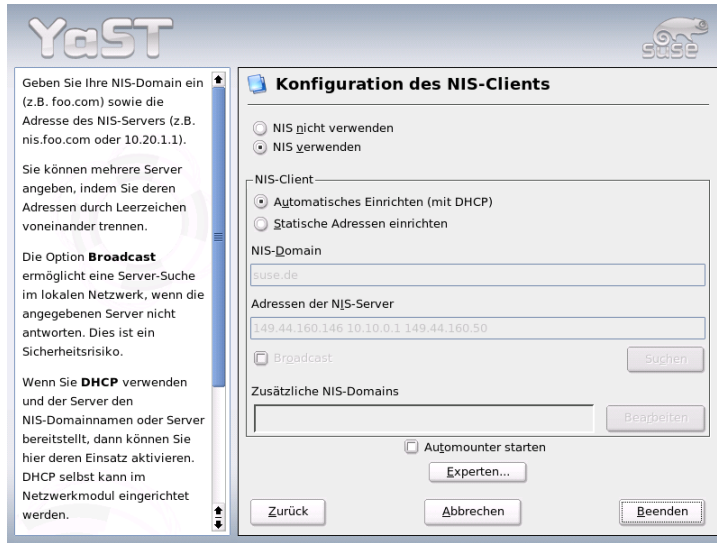 YaST
SUSE
Geben Sie Ihre NIS-Domain ein
(z.B. foo.com) sowie die
Adresse des NIS-Servers (z.B.
nis.foo.com oder 10.20.1.1).
Sie können mehrere Server
angeben, indem Sie deren
Adressen durch Leerzeichen
voneinander trennen.
Die Option Broadcast
ermöglicht eine Server-Suche
im lokalen Netzwerk, wenn die
angegebenen Server nicht
antworten. Dies ist ein
Sicherheitsrisiko.
Wenn Sie DHCP verwenden
und der Server den
NIS-Domainnamen oder Server
bereitstellt, dann können Sie
hier deren Einsatz aktivieren.
DHCP selbst kann im
Netzwerkmodul eingerichtet
werden.
Konfiguration des NIS-Clients
NIS nicht verwenden
NIS verwenden
NIS-Client
Automatisches Einrichten (mit DHCP)
Statische Adressen einrichten
NIS-Domain
suse.de
Adressen der NIS-Server
149.44.160.146 10.10.0.1 149.44.160.50
Broadcast
Suchen
Zusätzliche NIS-Domains
Bearbeiten
Automounter starten
Experten...
Zurück
Abbrechen
Beenden